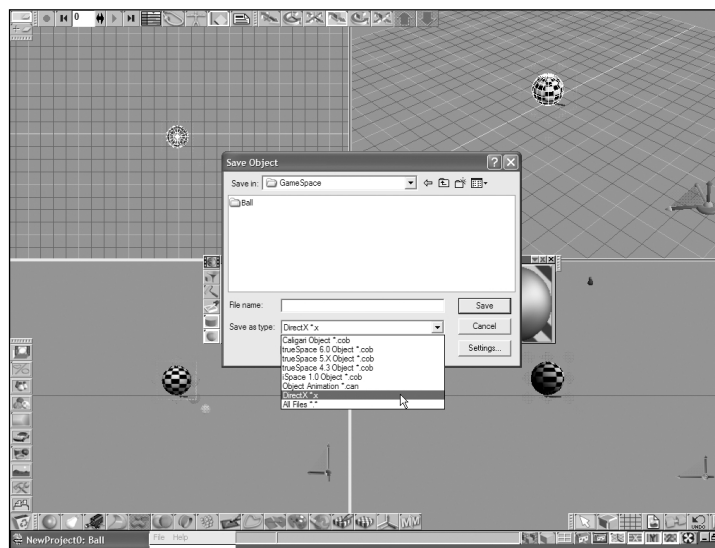 0
Save Object
Save in:
GameSpace
Ball
File name:
Save
Save as type:
DirectX *.x
Cancel
Settings...
Caligari Object *.cob
trueSpace 6.0 Object *.cob
trueSpace 5.X Object *.cob
trueSpace 4.3 Object *.cob
iSpace 1.0 Object *.cob
Object Animation *.can
DirectX *.x
All Files *.*
UNDO
NewProject0: Ball
File Help